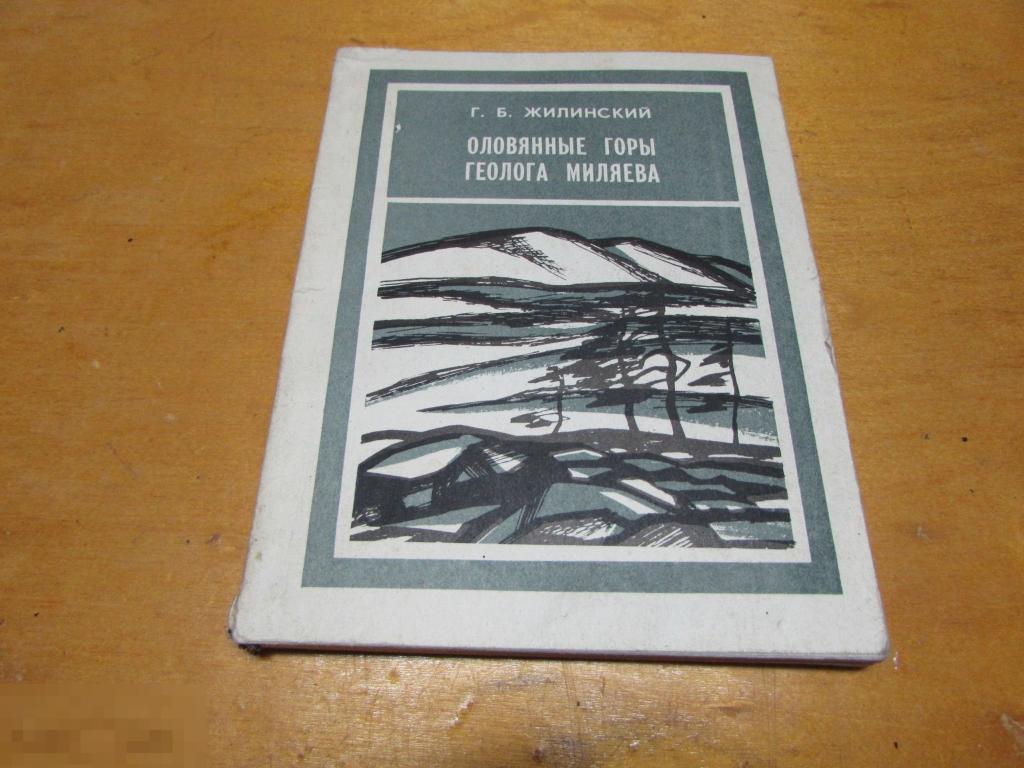 Г. Б. ЖИЛИНСКИЙ
ОЛОВЯННЫЕ ГОРЫ
ГЕОЛОГА МИЛЯЕВА